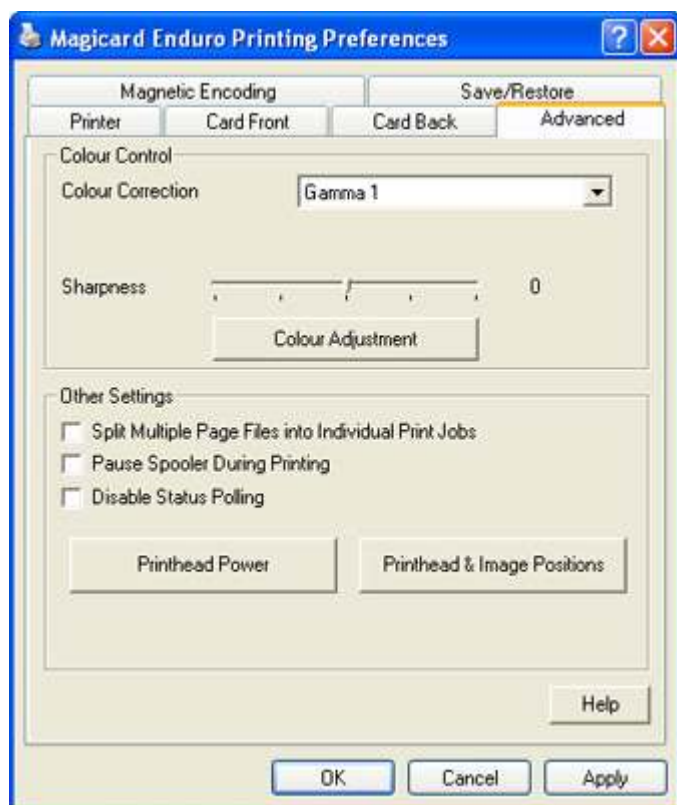 Magicard Enduro Printing Preferences
Magnetic Encoding Save/Restore
Printer Card Front Card Back Advanced
Colour Control
Colour Correction Gamma 1
Sharpness 0
Colour Adjustment
Other Settings
Split Multiple Page Files into Individual Print Jobs
Pause Spooler During Printing
Disable Status Polling
Printhead Power Printhead & Image Positions
Help
OK Cancel Apply